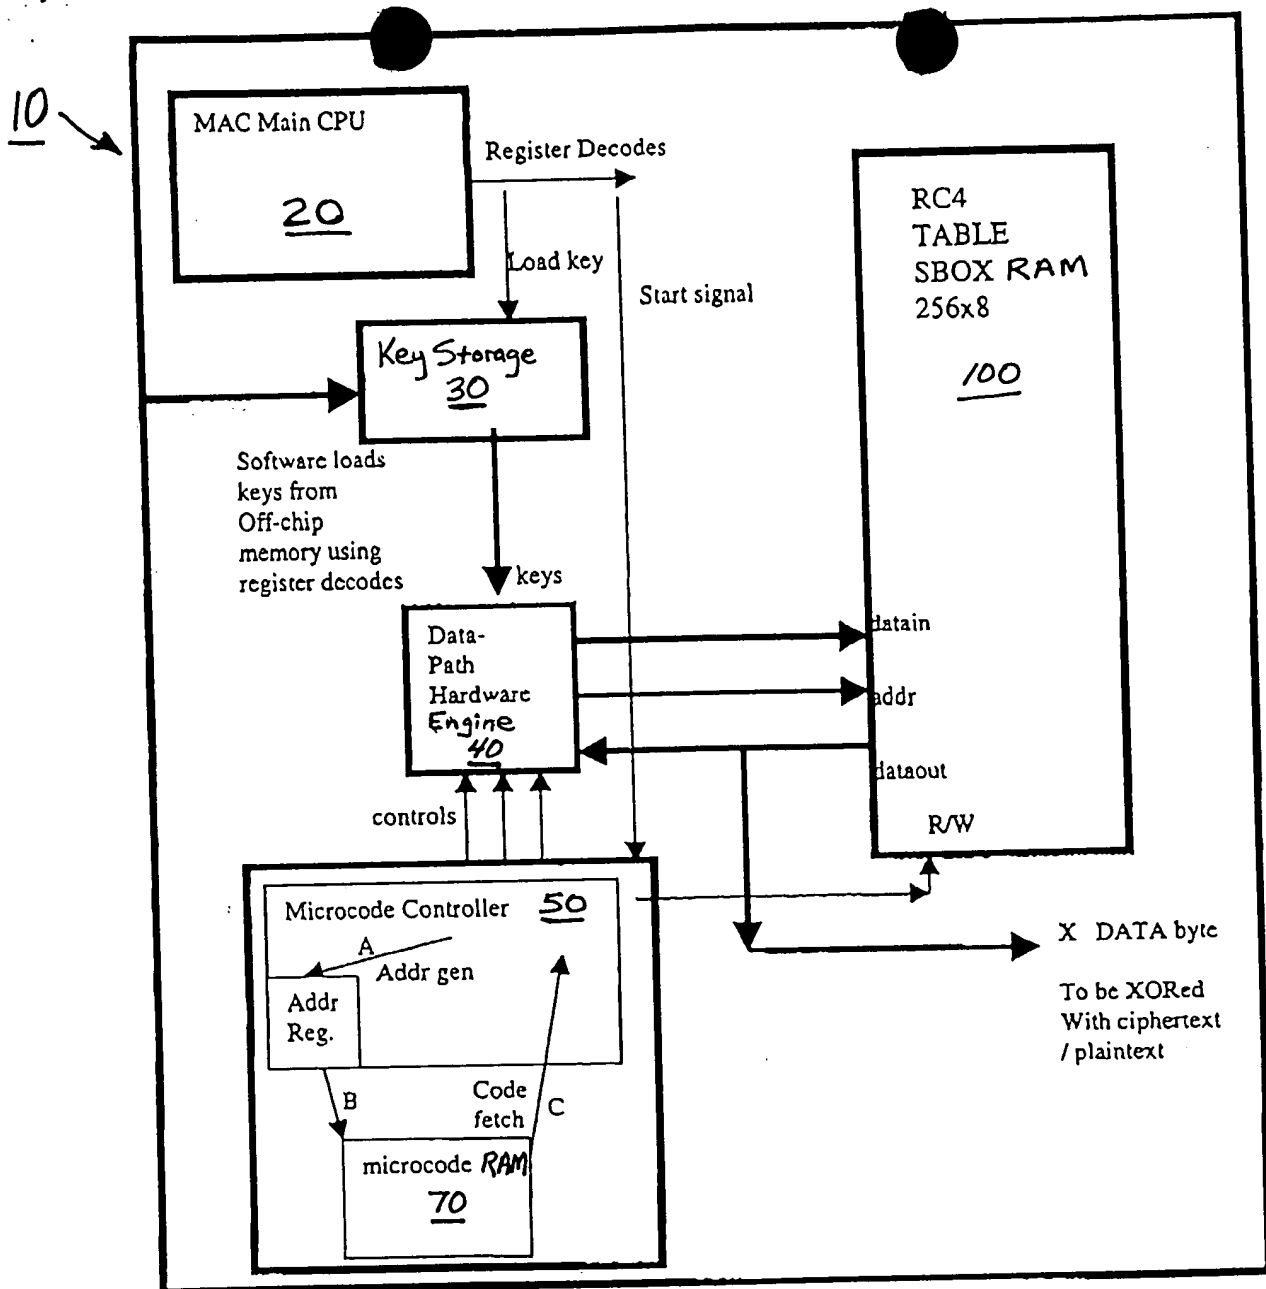 10
MAC Main CPU
20
Register Decodes
Load key
Start signal
RC4
TABLE
SBOX RAM
256x8
100
Key Storage
30
Software loads
keys from
Off-chip
memory using
register decodes
keys
Data-
Path
Hardware
Engine
40
datain
addr
dataout
R/W
controls
Microcode Controller 50
A
Addr gen
Addr
Reg.
B
Code
fetch
C
microcode RAM
70
X DATA byte
To be XORed
With ciphertext
/ plaintext